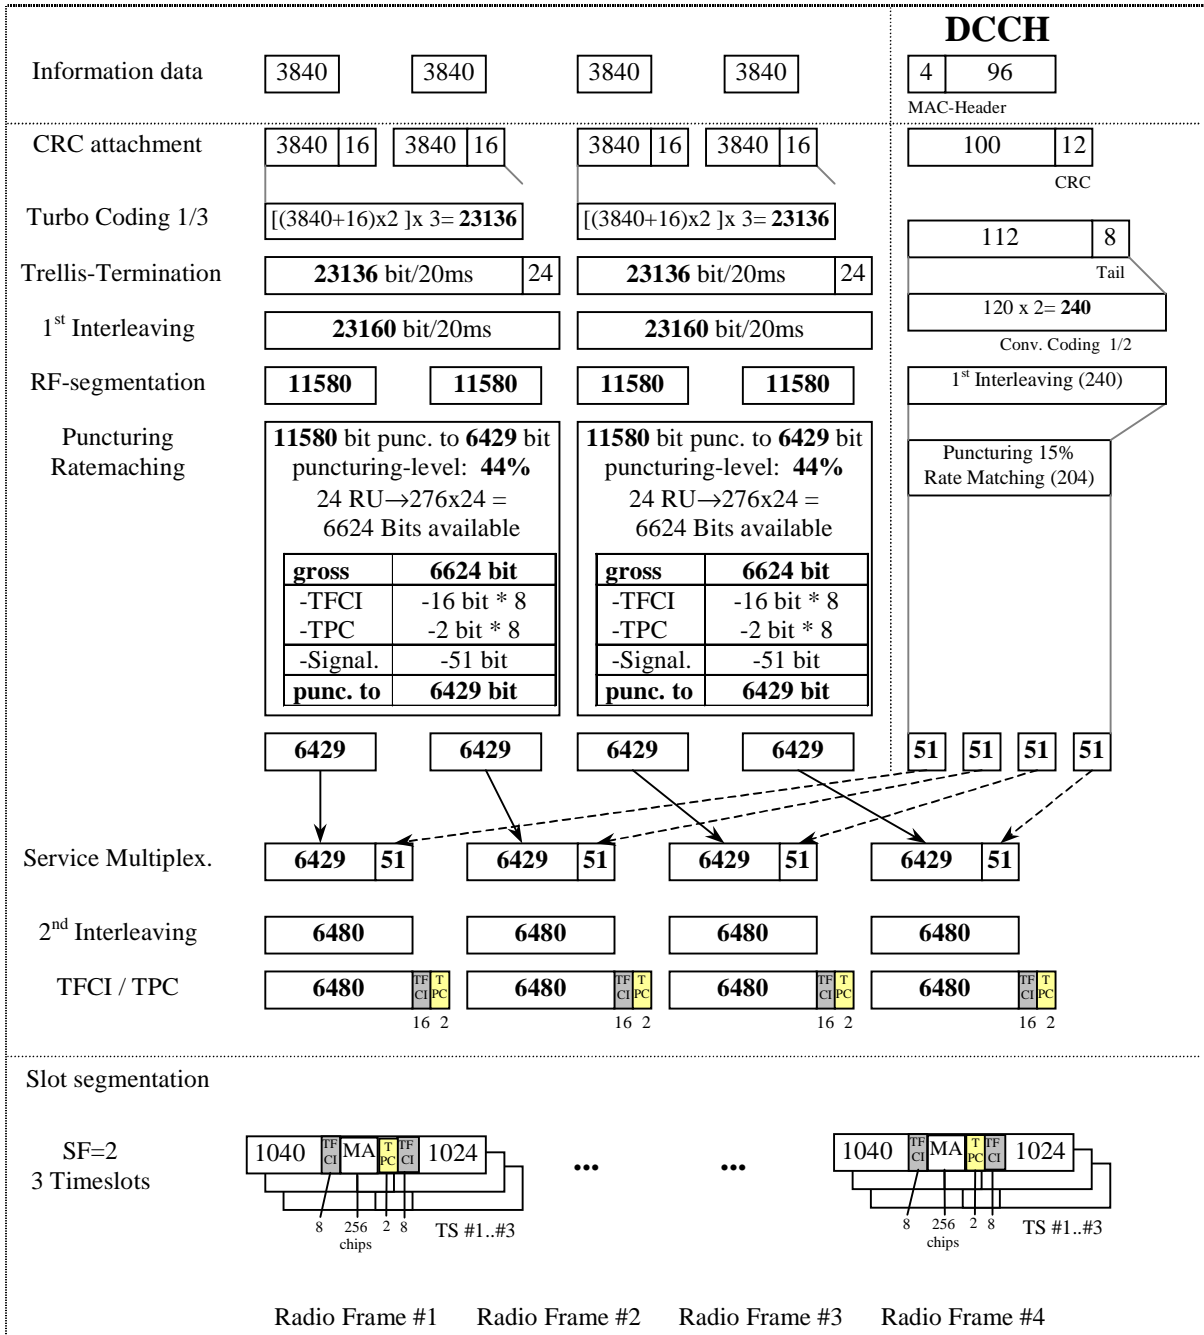 DCCH
Information data 3840 3840 3840 3840 4 96
MAC-Header
CRC attachment 3840 16 3840 16 3840 16 3840 16 100 12
CRC
Turbo Coding 1/3 [(3840+16)x2 ]x 3= 23136 [(3840+16)x2 ]x 3= 23136
112 8
Tail
Trellis-Termination 23136 bit/20ms 24 23136 bit/20ms 24
120 x 2= 240
1st Interleaving 23160 bit/20ms 23160 bit/20ms
Conv. Coding 1/2
RF-segmentation 11580 11580 11580 11580 1st Interleaving (240)
Puncturing
Ratemaching
11580 bit punc. to 6429 bit
puncturing-level: 44%
24 RU→276x24 =
6624 Bits available
gross 6624 bit
-TFCI -16 bit * 8
-TPC -2 bit * 8
-Signal. -51 bit
punc. to 6429 bit
11580 bit punc. to 6429 bit
puncturing-level: 44%
24 RU→276x24 =
6624 Bits available
gross 6624 bit
-TFCI -16 bit * 8
-TPC -2 bit * 8
-Signal. -51 bit
punc. to 6429 bit
Puncturing 15%
Rate Matching (204)
6429 6429 6429 6429 51 51 51 51
Service Multiplex. 6429 51 6429 51 6429 51 6429 51
2nd Interleaving 6480 6480 6480 6480
TFCI / TPC 6480 TF CI T PC 6480 TF CI T PC 6480 TF CI T PC 6480 TF CI T PC
16 2 16 2 16 2 16 2
Slot segmentation
SF=2
3 Timeslots
1040 TF CI MA T PC TF CI 1024 ... ... 1040 TF CI MA T PC TF CI 1024
8 256 2 8 TS #1..#3 8 256 2 8 TS #1..#3
chips chips
Radio Frame #1 Radio Frame #2 Radio Frame #3 Radio Frame #4